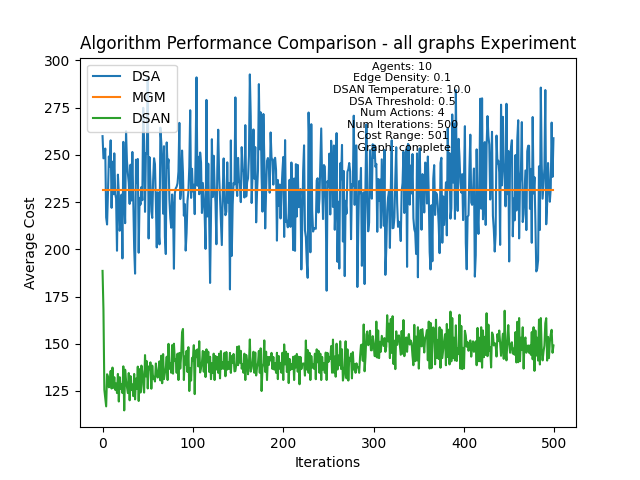 Algorithm Performance Comparison - all graphs Experiment
DSA
MGM
DSAN
Agents: 10
Edge Density: 0.1
DSAN Temperature: 10.0
DSA Threshold: 0.5
Num Actions: 4
Num Iterations: 500
Cost Range: 501
Graph: complete
Average Cost
300
275
250
225
200
175
150
125
0 100 200 300 400 500
Iterations